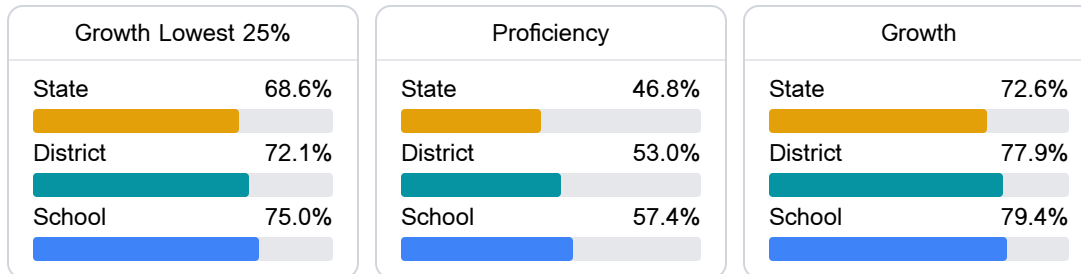 Growth Lowest 25%
State 68.6%
District 72.1%
School 75.0%
Proficiency
State 46.8%
District 53.0%
School 57.4%
Growth
State 72.6%
District 77.9%
School 79.4%